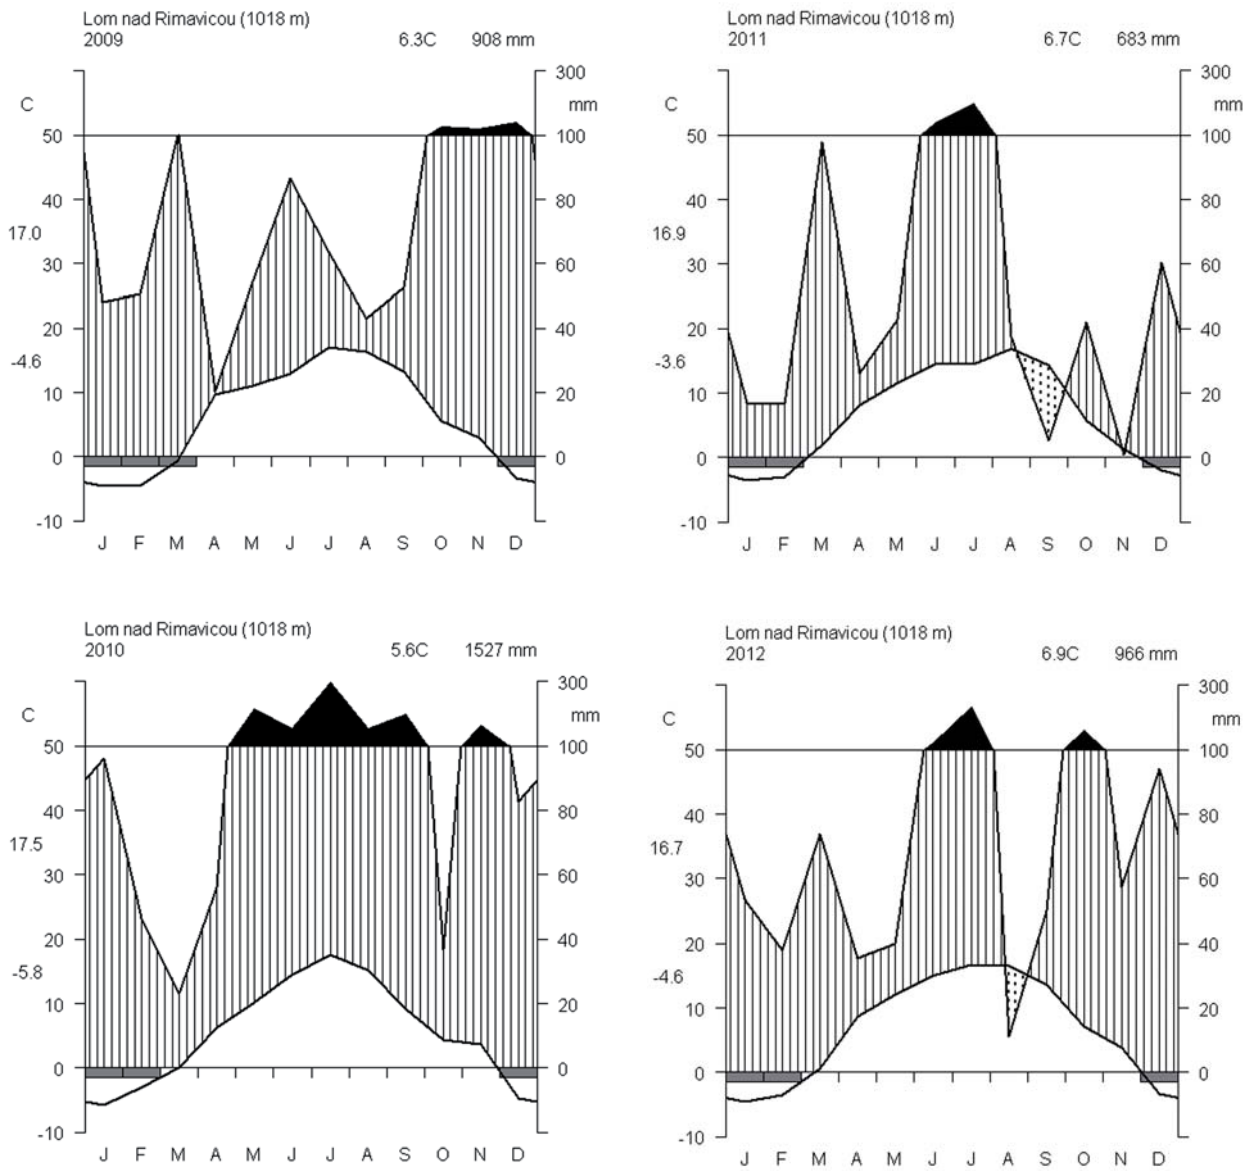 Lom nad Rimavicou (1018 m)
2009 6.3C 908 mm
300
C mm
50 100
40 80
17.0
30 60
20 40
-4.6
10 20
0 0
-10
J F M A M J J A S O N D
Lom nad Rimavicou (1018 m)
2011 6.7C 683 mm
300
C mm
50 100
40 80
16.9
30 60
20 40
-3.6
10 20
0 0
-10
J F M A M J J A S O N D
Lom nad Rimavicou (1018 m)
2010 5.6C 1527 mm
300
C mm
50 100
40 80
17.5
30 60
20 40
-5.8
10 20
0 0
-10
J F M A M J J A S O N D
Lom nad Rimavicou (1018 m)
2012 6.9C 966 mm
300
C mm
50 100
40 80
16.7
30 60
20 40
-4.6
10 20
0 0
-10
J F M A M J J A S O N D